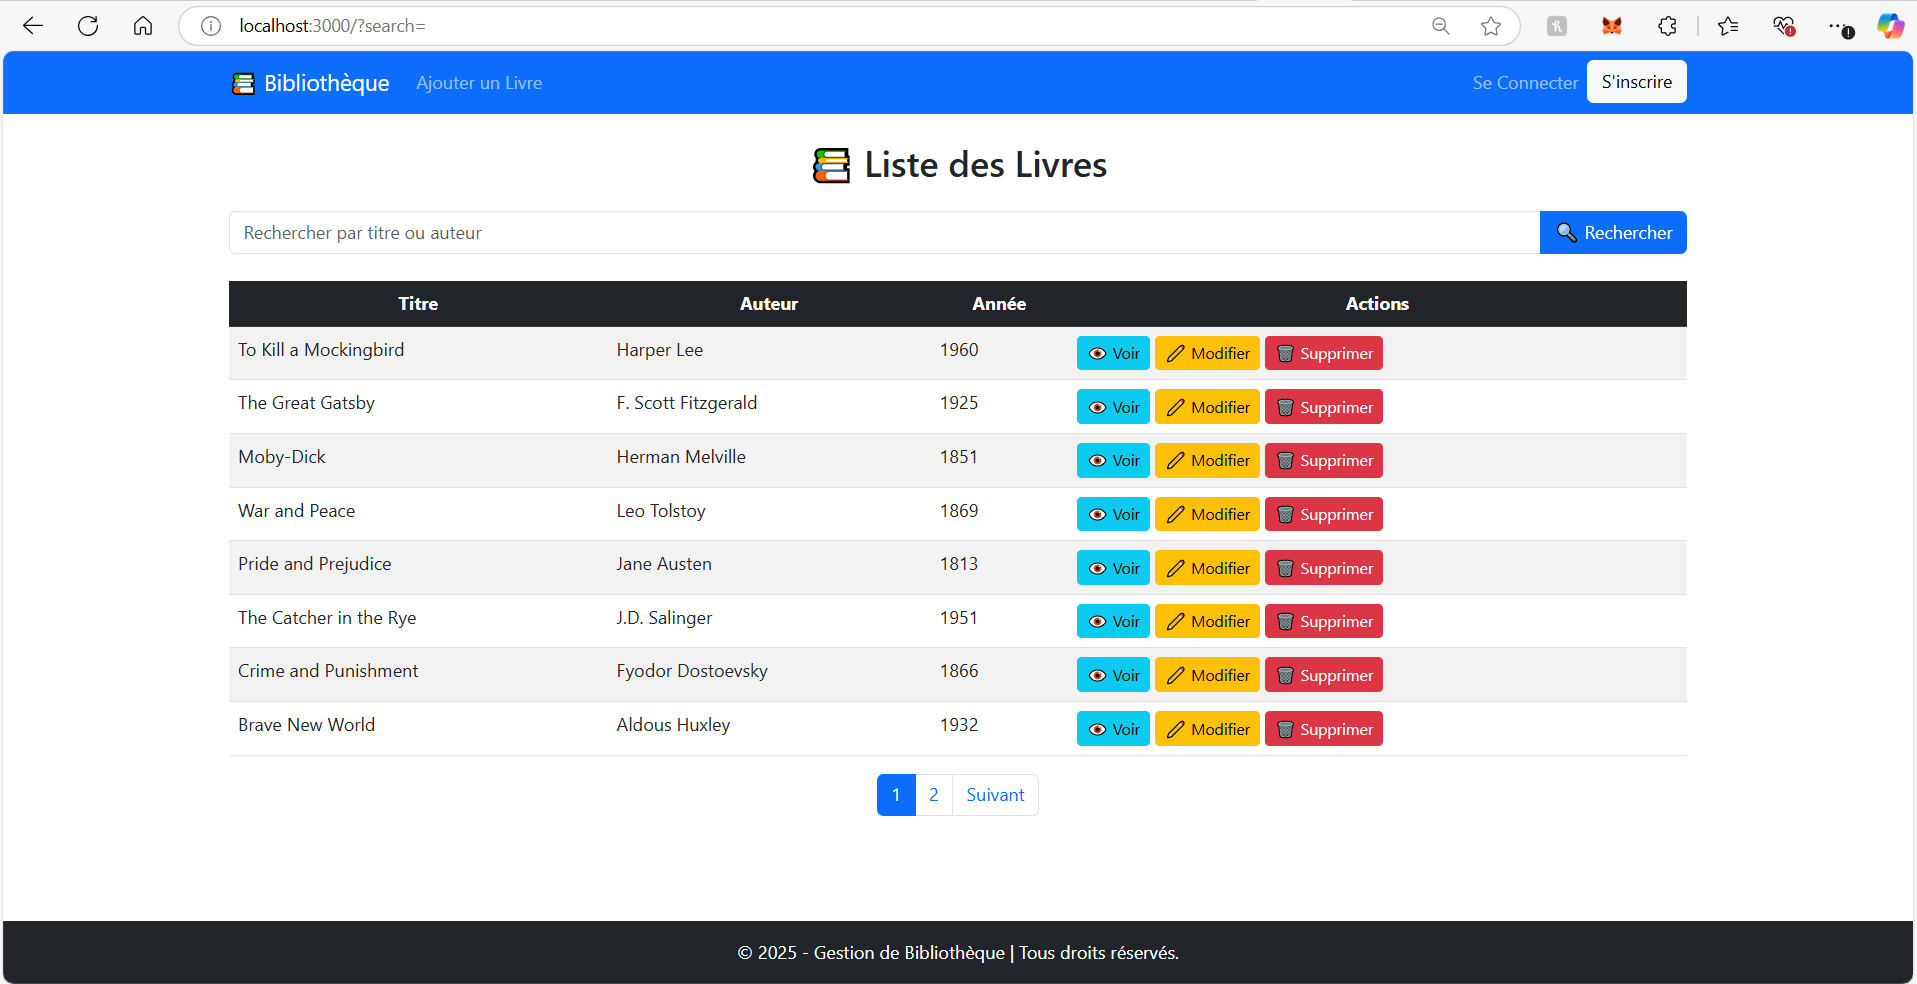 localhost:3000/?search=
Bibliothèque Ajouter un Livre Se Connecter S'inscrire
Liste des Livres
Rechercher par titre ou auteur Rechercher
Titre Auteur Année Actions
To Kill a Mockingbird Harper Lee 1960 Voir Modifier Supprimer
The Great Gatsby F. Scott Fitzgerald 1925 Voir Modifier Supprimer
Moby-Dick Herman Melville 1851 Voir Modifier Supprimer
War and Peace Leo Tolstoy 1869 Voir Modifier Supprimer
Pride and Prejudice Jane Austen 1813 Voir Modifier Supprimer
The Catcher in the Rye J.D. Salinger 1951 Voir Modifier Supprimer
Crime and Punishment Fyodor Dostoevsky 1866 Voir Modifier Supprimer
Brave New World Aldous Huxley 1932 Voir Modifier Supprimer
1 2 Suivant
© 2025 - Gestion de Bibliothèque | Tous droits réservés.